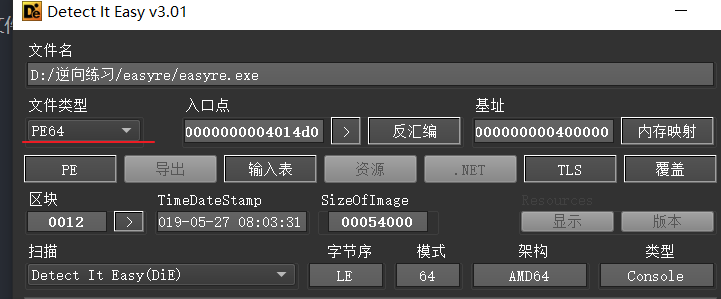 Detect It Easy v3.01
文件名
D:/逆向练习/easyre/easyre.exe
文件类型 入口点 基址
PE64 0000000004014d0 > 反汇编 000000000400000 内存映射
PE 导出 输入表 资源 .NET TLS 覆盖
区块 TimeDateStamp SizeOfImage Resources
0012 > 019-05-27 08:03:31 00054000 显示 版本
扫描 字节序 模式 架构 类型
Detect It Easy(DiE) LE 64 AMD64 Console